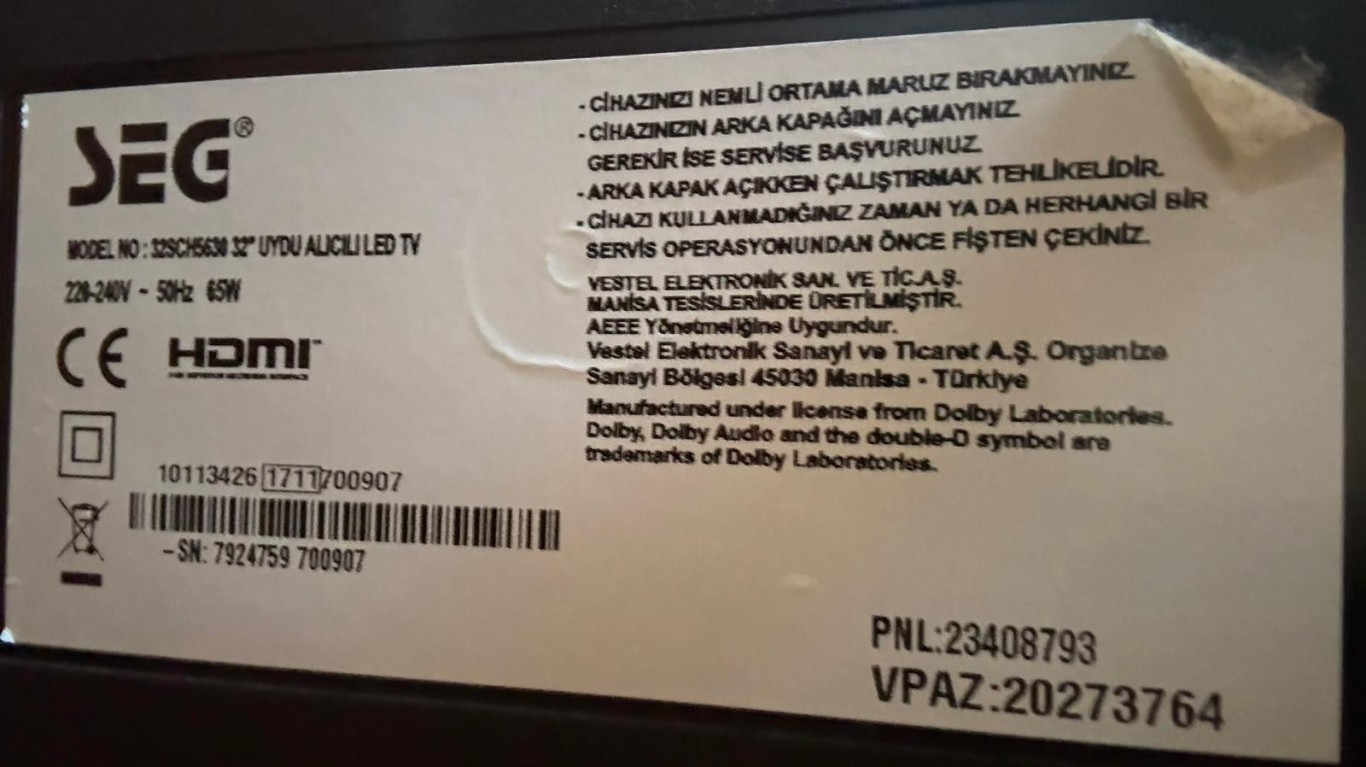 SEG®
MODEL NO : 32SCH5630 32" UYDU ALICILI LED TV
220-240V ~ 50Hz 65W
CE HDMI™
10113426 1711700907
-SN: 7924759 700907
-CİHAZINIZI NEMLİ ORTAMA MARUZ BIRAKMAYINIZ.
-CİHAZINIZIN ARKA KAPAĞINI AÇMAYINIZ.
GEREKİR İSE SERVİSE BAŞVURUNUZ.
-ARKA KAPAK AÇIKKEN ÇALIŞTIRMAK TEHLİKELİDİR.
-CİHAZI KULLANMADIĞINIZ ZAMAN YA DA HERHANGİ BİR
SERVİS OPERASYONUNDAN ÖNCE FİŞTEN ÇEKİNİZ.
VESTEL ELEKTRONİK SAN. VE TİC.A.Ş.
MANİSA TESİSLERİNDE ÜRETİLMİŞTİR.
AEEE Yönetmeliğine Uygundur.
Vestel Elektronik Sanayi ve Ticaret A.Ş. Organize
Sanayi Bölgesi 45030 Manisa - Türkiye
Manufactured under license from Dolby Laboratories.
Dolby, Dolby Audio and the double-D symbol are
trademarks of Dolby Laboratories.
PNL:23408793
VPAZ:20273764